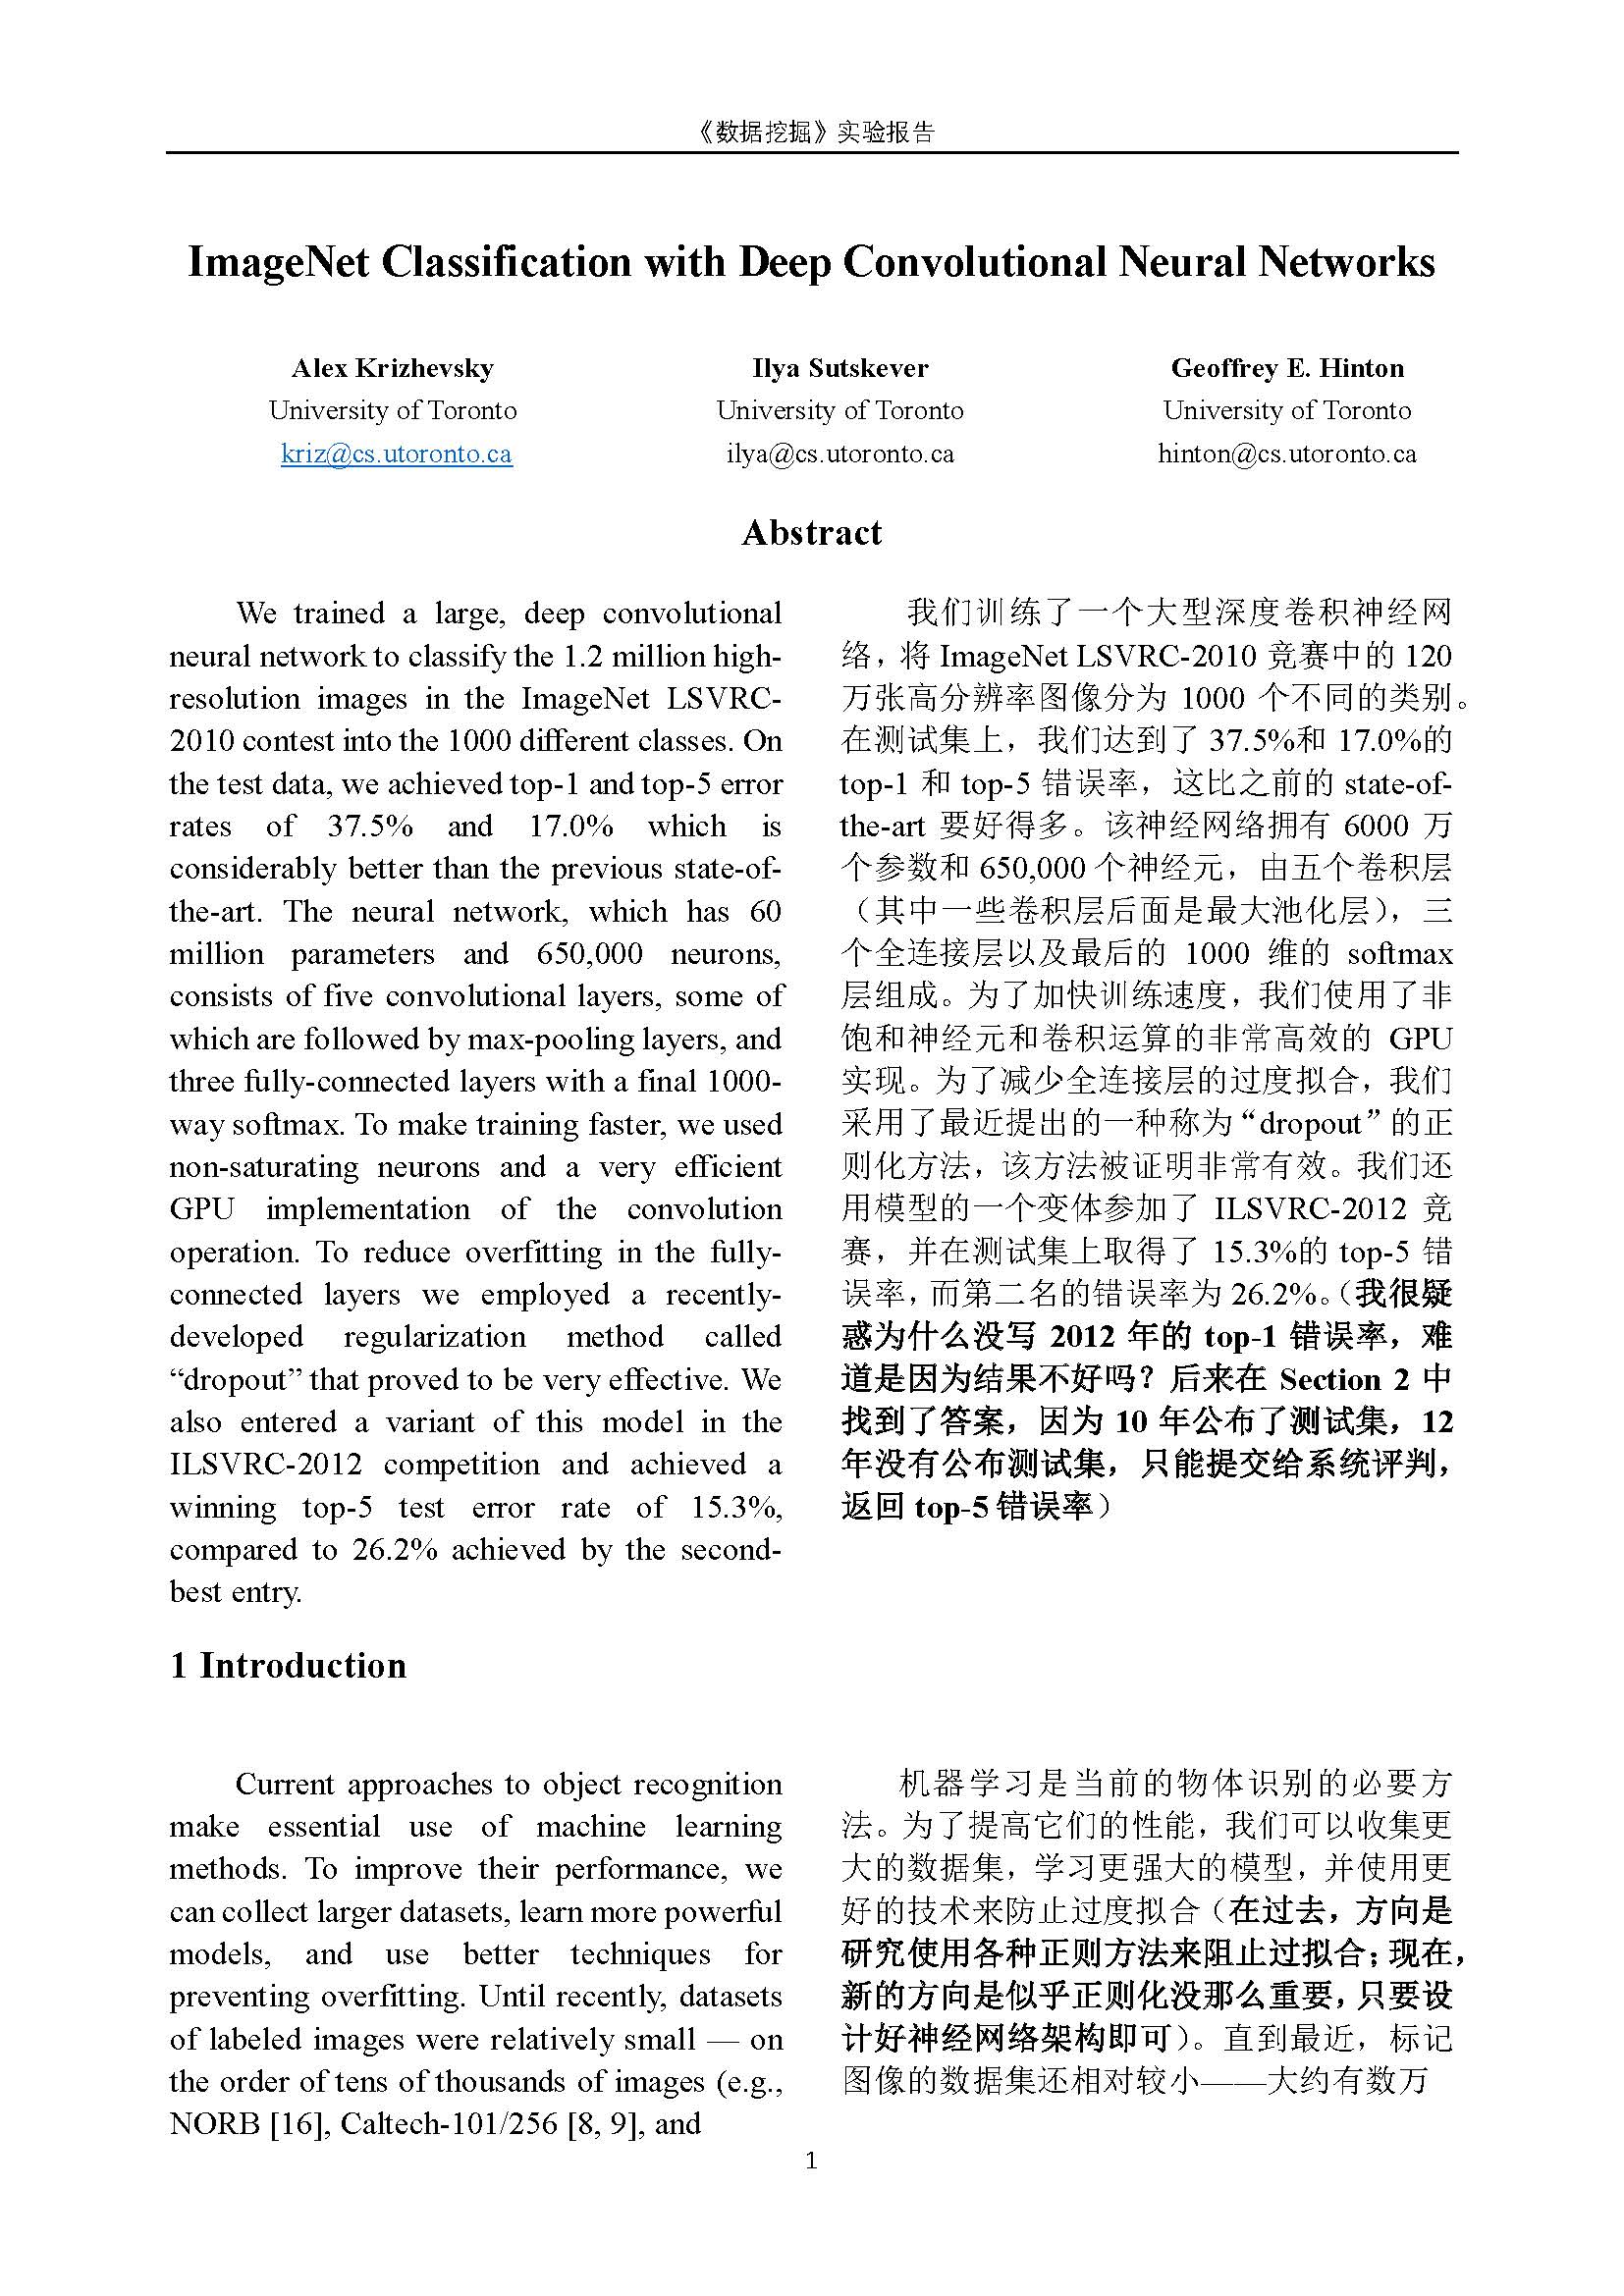 《数据挖掘》实验报告
ImageNet Classification with Deep Convolutional Neural Networks
Alex Krizhevsky
University of Toronto
kriz@cs.utoronto.ca
Ilya Sutskever
University of Toronto
ilya@cs.utoronto.ca
Geoffrey E. Hinton
University of Toronto
hinton@cs.utoronto.ca
Abstract
We trained a large, deep convolutional
neural network to classify the 1.2 million high-
resolution images in the ImageNet LSVRC-
2010 contest into the 1000 different classes. On
the test data, we achieved top-1 and top-5 error
rates of 37.5% and 17.0% which is
considerably better than the previous state-of-
the-art. The neural network, which has 60
million parameters and 650,000 neurons,
consists of five convolutional layers, some of
which are followed by max-pooling layers, and
three fully-connected layers with a final 1000-
way softmax. To make training faster, we used
non-saturating neurons and a very efficient
GPU implementation of the convolution
operation. To reduce overfitting in the fully-
connected layers we employed a recently-
developed regularization method called
“dropout” that proved to be very effective. We
also entered a variant of this model in the
ILSVRC-2012 competition and achieved a
winning top-5 test error rate of 15.3%,
compared to 26.2% achieved by the second-
best entry.
我们训练了一个大型深度卷积神经网
络，将 ImageNet LSVRC-2010 竞赛中的 120
万张高分辨率图像分为 1000 个不同的类别。
在测试集上，我们达到了 37.5%和 17.0%的
top-1 和 top-5 错误率，这比之前的 state-of-
the-art 要好得多。该神经网络拥有 6000 万
个参数和 650,000 个神经元，由五个卷积层
（其中一些卷积层后面是最大池化层），三
个全连接层以及最后的 1000 维的 softmax
层组成。为了加快训练速度，我们使用了非
饱和神经元和卷积运算的非常高效的 GPU
实现。为了减少全连接层的过度拟合，我们
采用了最近提出的一种称为“dropout”的正
则化方法，该方法被证明非常有效。我们还
用模型的一个变体参加了 ILSVRC-2012 竞
赛，并在测试集上取得了 15.3%的 top-5 错
误率，而第二名的错误率为 26.2%。（我很疑
惑为什么没写 2012 年的 top-1 错误率，难
道是因为结果不好吗？后来在 Section 2 中
找到了答案，因为 10 年公布了测试集，12
年没有公布测试集，只能提交给系统评判，
返回 top-5 错误率）
1 Introduction
Current approaches to object recognition
make essential use of machine learning
methods. To improve their performance, we
can collect larger datasets, learn more powerful
models, and use better techniques for
preventing overfitting. Until recently, datasets
of labeled images were relatively small — on
the order of tens of thousands of images (e.g.,
NORB [16], Caltech-101/256 [8, 9], and
机器学习是当前的物体识别的必要方
法。为了提高它们的性能，我们可以收集更
大的数据集，学习更强大的模型，并使用更
好的技术来防止过度拟合（在过去，方向是
研究使用各种正则方法来阻止过拟合；现在，
新的方向是似乎正则化没那么重要，只要设
计好神经网络架构即可）。直到最近，标记
图像的数据集还相对较小——大约有数万
1